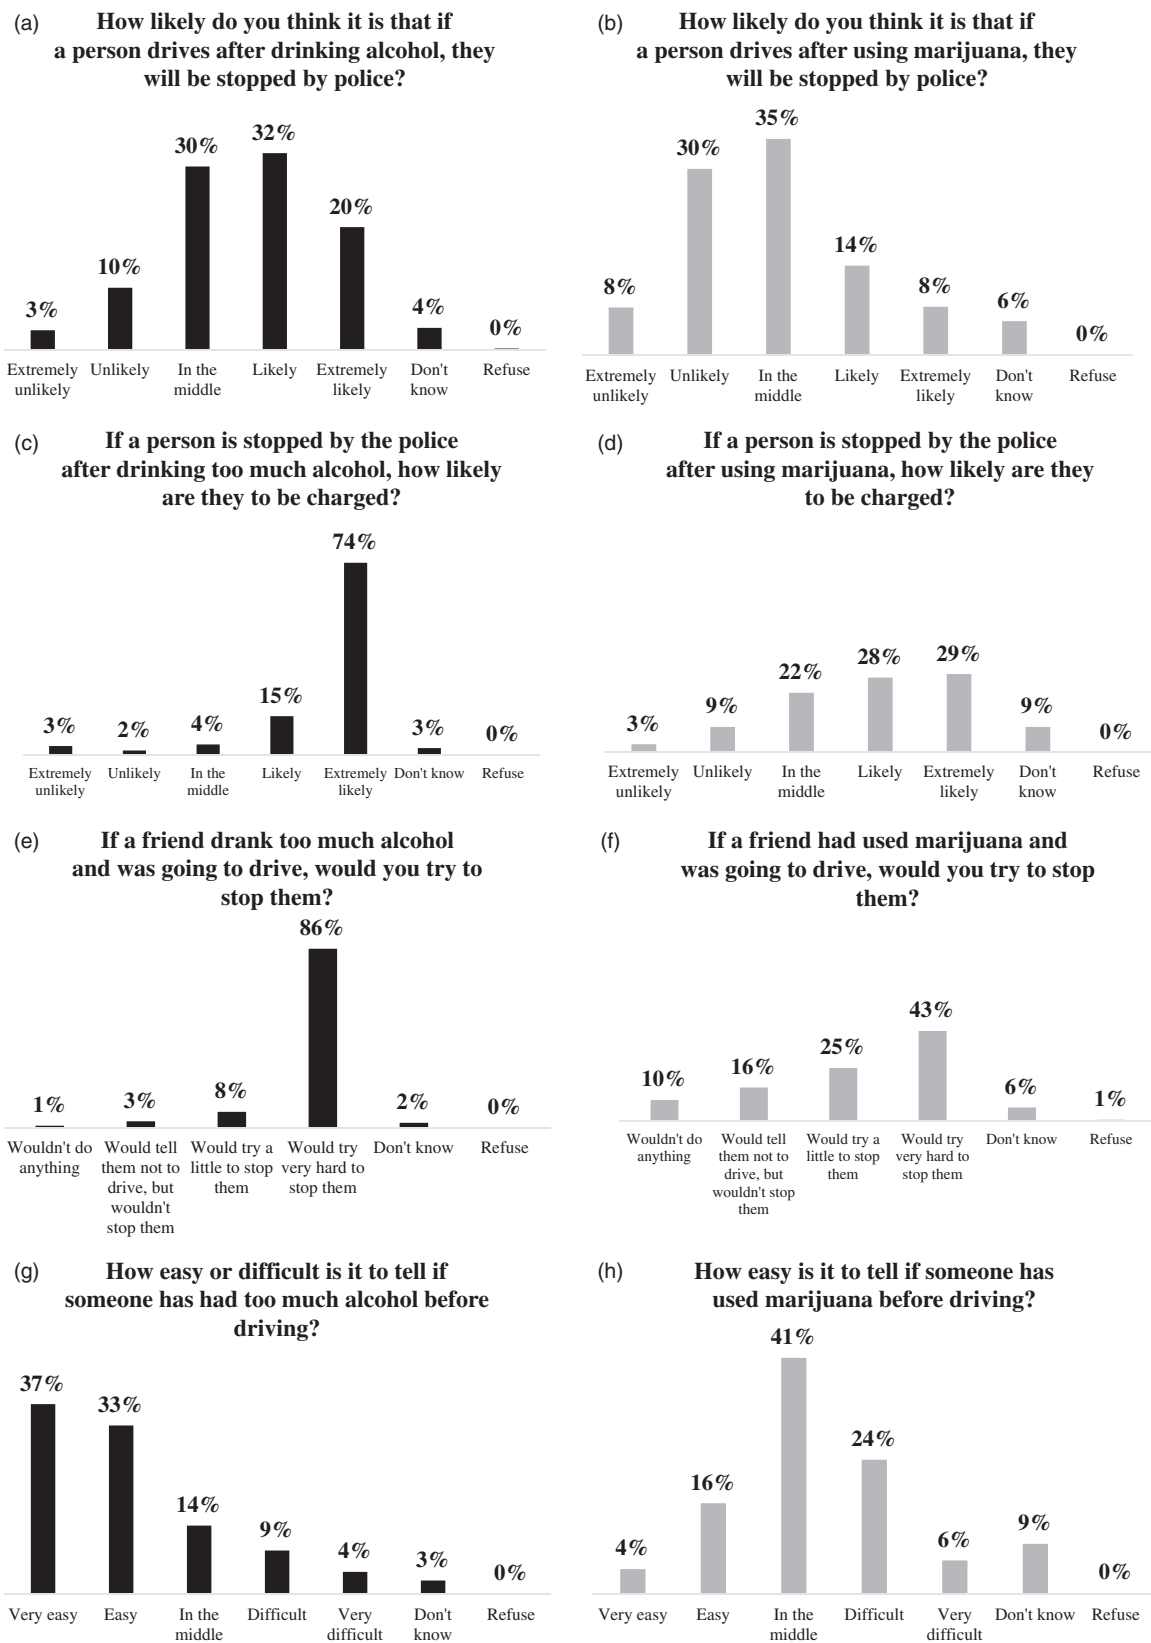 (a)
How likely do you think it is that if
a person drives after drinking alcohol, they
will be stopped by police?
3%
10%
30%
32%
20%
4%
0%
Extremely
unlikely
Unlikely
In the
middle
Likely
Extremely
likely
Don't
know
Refuse
(b)
How likely do you think it is that if
a person drives after using marijuana, they
will be stopped by police?
8%
30%
35%
14%
8%
6%
0%
Extremely
unlikely
Unlikely
In the
middle
Likely
Extremely
likely
Don't
know
Refuse
(c)
If a person is stopped by the police
after drinking too much alcohol, how likely
are they to be charged?
3%
2%
4%
15%
74%
3%
0%
Extremely
unlikely
Unlikely
In the
middle
Likely
Extremely
likely
Don't know
Refuse
(d)
If a person is stopped by the police
after using marijuana, how likely are they
to be charged?
3%
9%
22%
28%
29%
9%
0%
Extremely
unlikely
Unlikely
In the
middle
Likely
Extremely
likely
Don't
know
Refuse
(e)
If a friend drank too much alcohol
and was going to drive, would you try to
stop them?
1%
3%
8%
86%
2%
0%
Wouldn't do
anything
Would tell
them not to
drive, but
wouldn't
stop them
Would try a
little to stop
them
Would try
very hard to
stop them
Don't know
Refuse
(f)
If a friend had used marijuana and
was going to drive, would you try to stop
them?
10%
16%
25%
43%
6%
1%
Wouldn't do
anything
Would tell
them not to
drive, but
wouldn't stop
them
Would try a
little to stop
them
Would try
very hard to
stop them
Don't know
Refuse
(g)
How easy or difficult is it to tell if
someone has had too much alcohol before
driving?
37%
33%
14%
9%
4%
3%
0%
Very easy
Easy
In the
middle
Difficult
Very
difficult
Don't
know
Refuse
(h)
How easy is it to tell if someone has
used marijuana before driving?
4%
16%
41%
24%
6%
9%
0%
Very easy
Easy
In the
middle
Difficult
Very
difficult
Don't know
Refuse